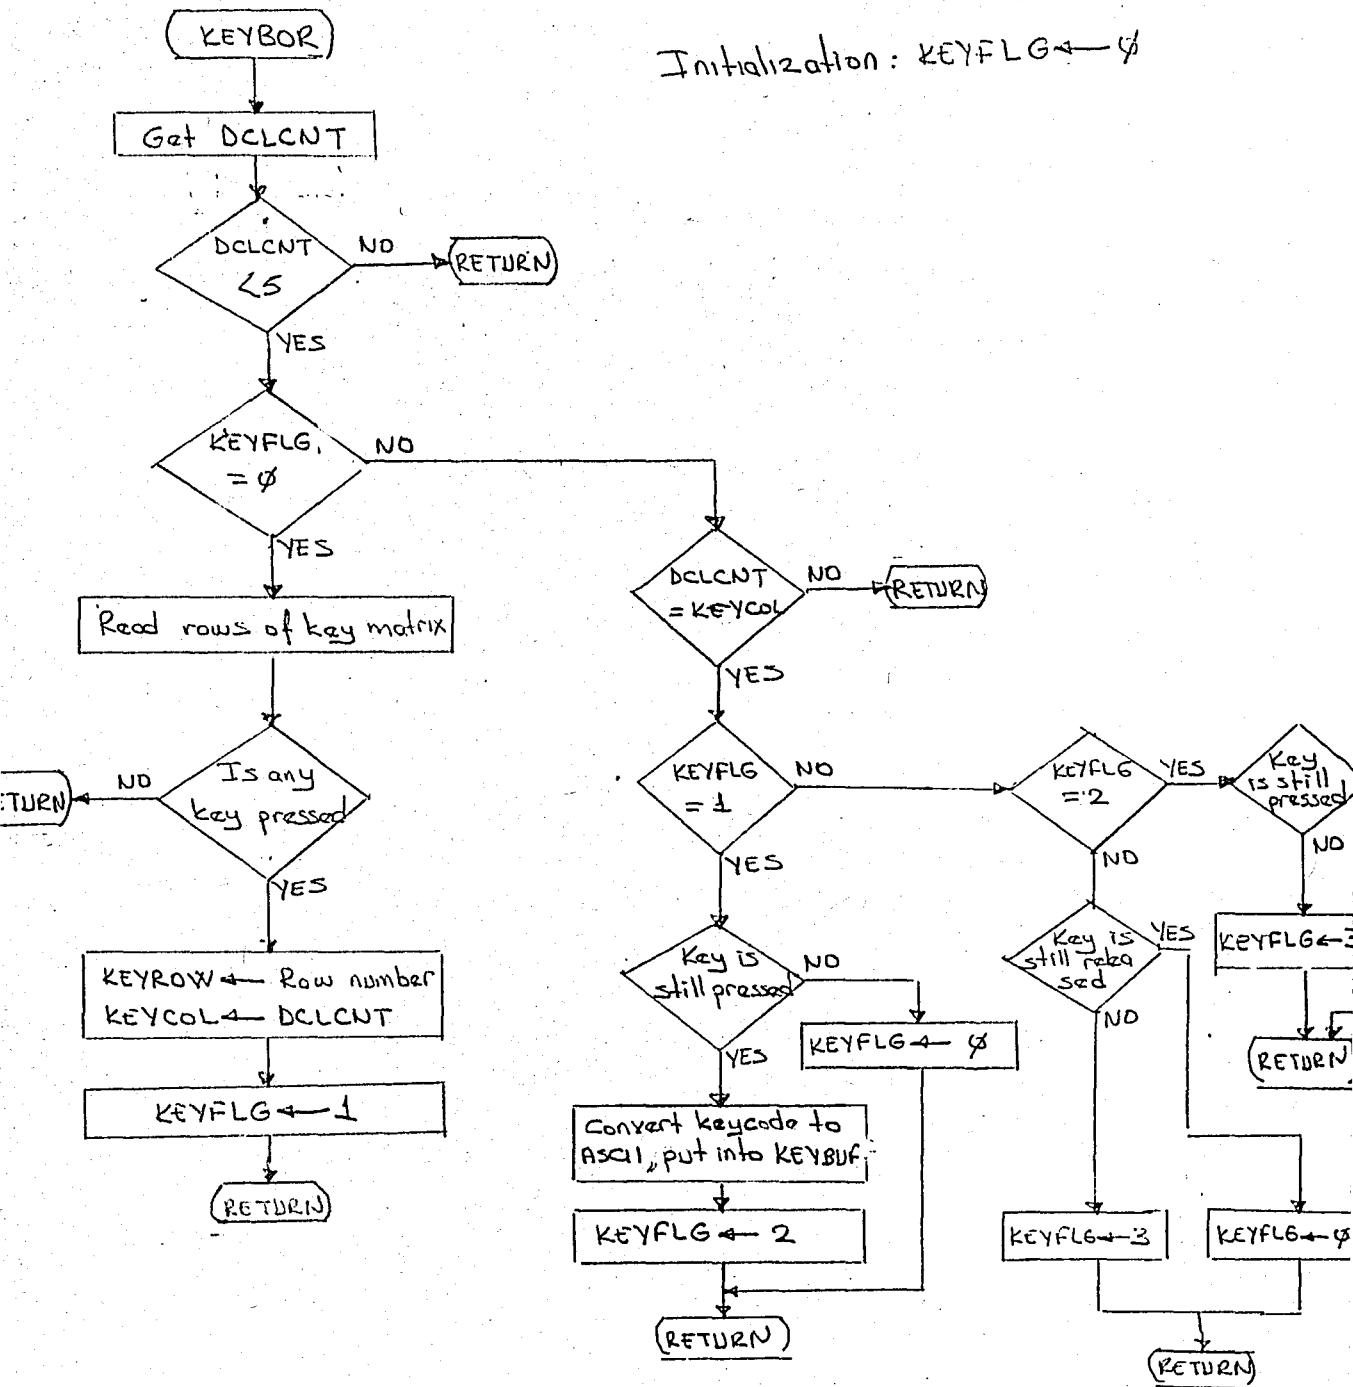 KEYBOR
Initialization: KEYFLG ← φ
Get DCLCNT
DCLCNT
<5
NO
RETURN
YES
KEYFLG
= φ
NO
YES
Read rows of key matrix
Is any
key pressed
NO
ETURN
YES
KEYROW ← Row number
KEYCOL ← DCLCNT
KEYFLG ← 1
RETURN
DCLCNT
= KEYCOL
NO
RETURN
YES
KEYFLG
= 1
NO
YES
Key is
still pressed
NO
KEYFLG ← φ
YES
Convert keycode to
ASCII, put into KEYBUF.
KEYFLG ← 2
RETURN
KEYFLG
= 2
YES
NO
Key
is still
pressed
NO
KEYFLG ← 3
RETURN
Key is
still relea
sed
YES
NO
KEYFLG ← 3
KEYFLG ← φ
RETURN